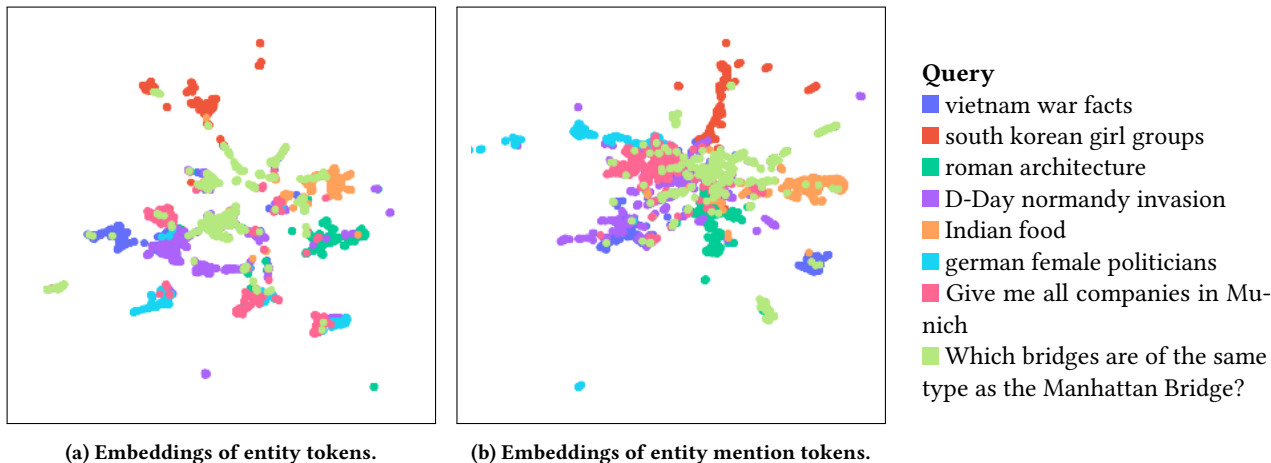 Query
vietnam war facts
south korean girl groups
roman architecture
D-Day normandy invasion
Indian food
german female politicians
Give me all companies in Mu-
nich
Which bridges are of the same
type as the Manhattan Bridge?
(a) Embeddings of entity tokens.
(b) Embeddings of entity mention tokens.